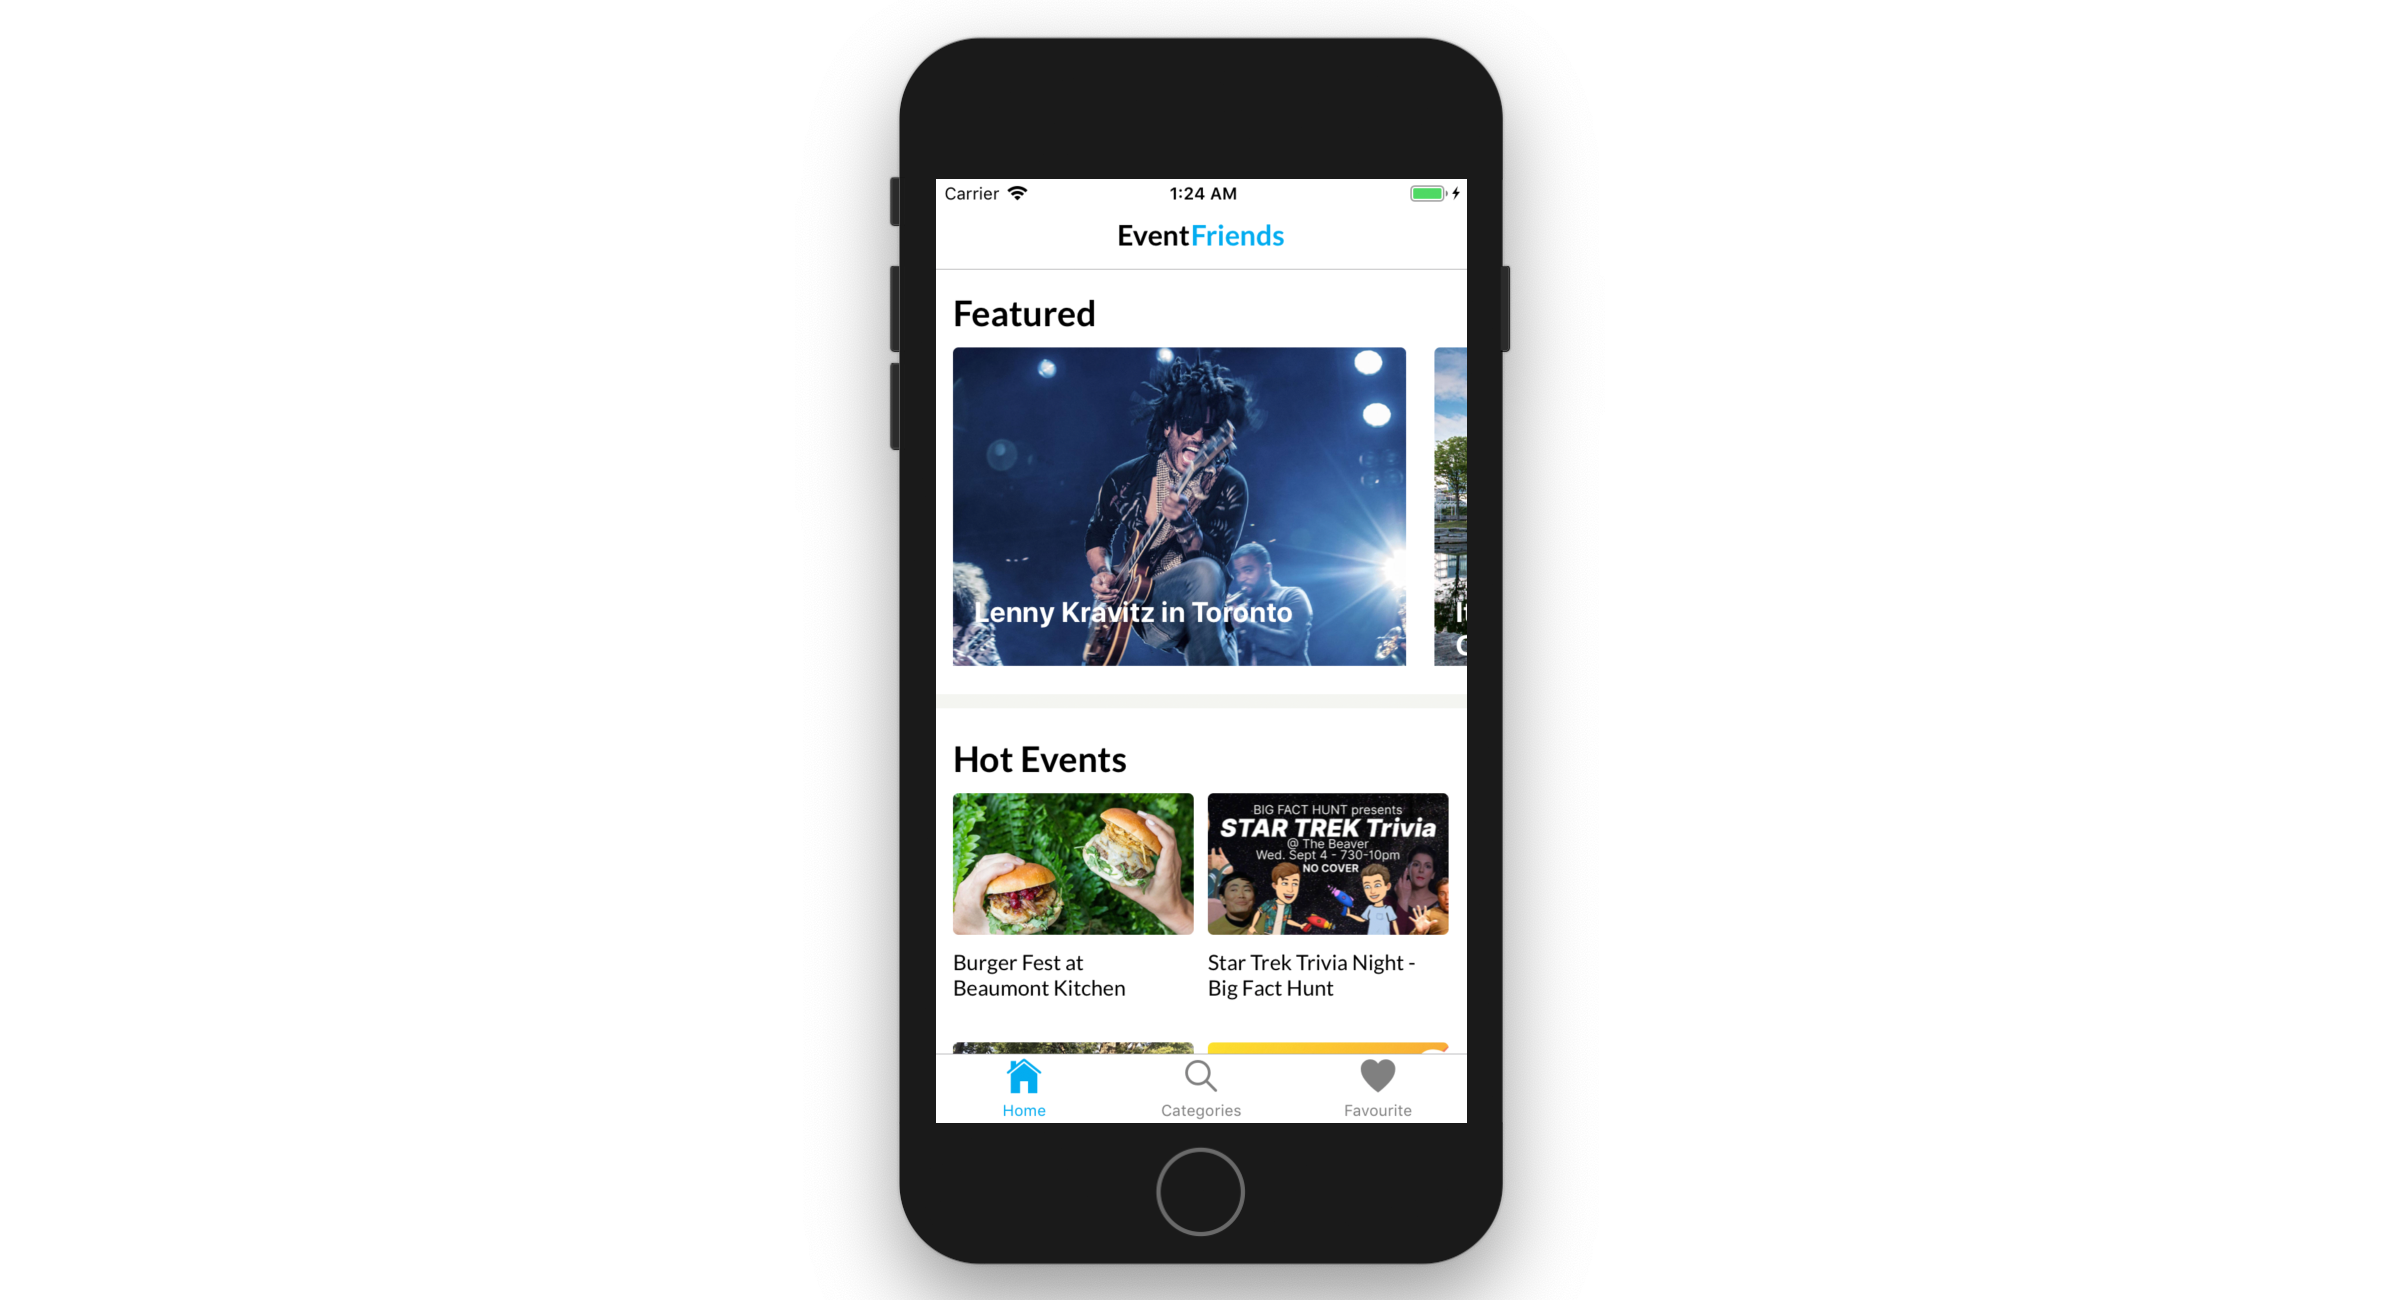 Carrier
1:24 AM
EventFriends
Featured
Lenny Kravitz in Toronto
Hot Events
BIG FACT HUNT presents
STAR TREK Trivia
@ The Beaver
Wed. Sept 4 - 730-10pm
NO COVER
Burger Fest at
Beaumont Kitchen
Star Trek Trivia Night -
Big Fact Hunt
Home
Categories
Favourite